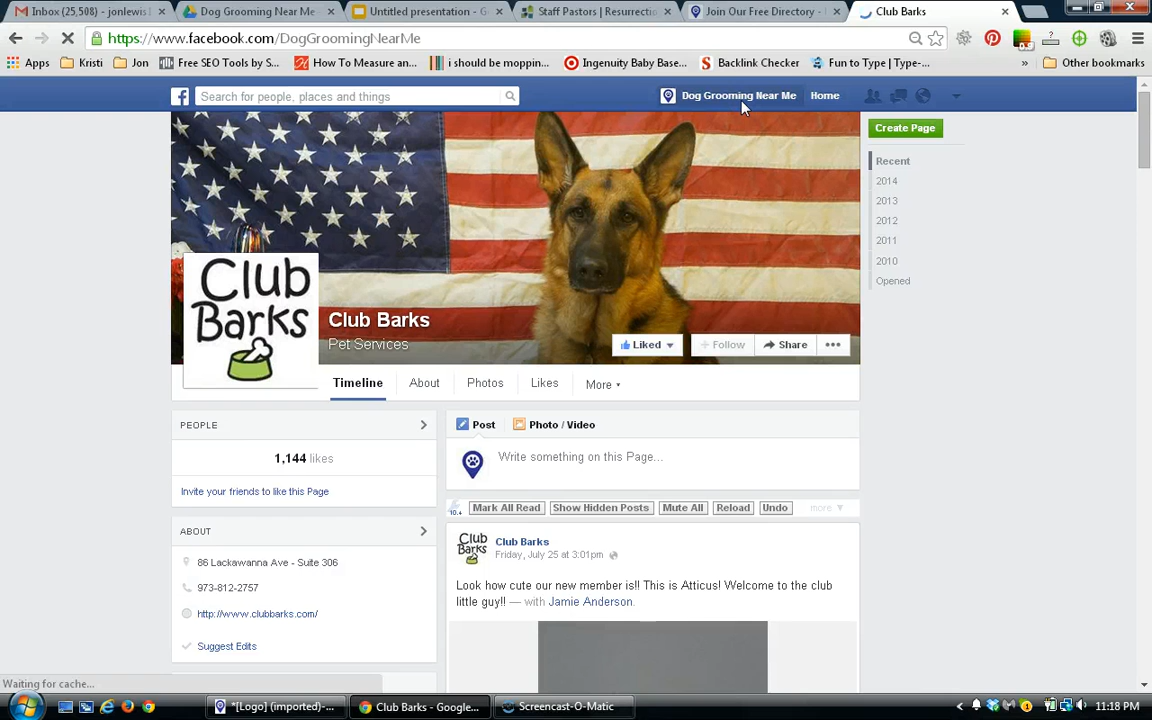 Inbox (25,508) - jonlewis
Dog Grooming Near Me
Untitled presentation - G
Staff Pastors | Resurrecti
Join Our Free Directory -
Club Barks
https://www.facebook.com/DogGroomingNearMe
Apps
Kristi
Jon
Free SEO Tools by S...
How To Measure an...
i should be moppin...
Ingenuity Baby Base...
Backlink Checker
Fun to Type | Type-...
»
Other bookmarks
Search for people, places and things
Dog Grooming Near Me
Home
Create Page
Recent
2014
2013
2012
2011
2010
Opened
Club
Barks
Club Barks
Pet Services
Liked
+ Follow
Share
Timeline
About
Photos
Likes
More
PEOPLE
1,144 likes
Invite your friends to like this Page
ABOUT
86 Lackawanna Ave - Suite 306
973-812-2757
http://www.clubbarks.com/
Suggest Edits
Post
Photo / Video
Write something on this Page...
10.+
Mark All Read
Show Hidden Posts
Mute All
Reload
Undo
more
Club
Barks
Club Barks
Friday, July 25 at 3:01pm
Look how cute our new member is!! This is Atticus! Welcome to the club
little guy!! — with Jamie Anderson.
Waiting for cache...
*[Logo] (imported)-...
Club Barks - Google...
Screencast-O-Matic
11:18 PM